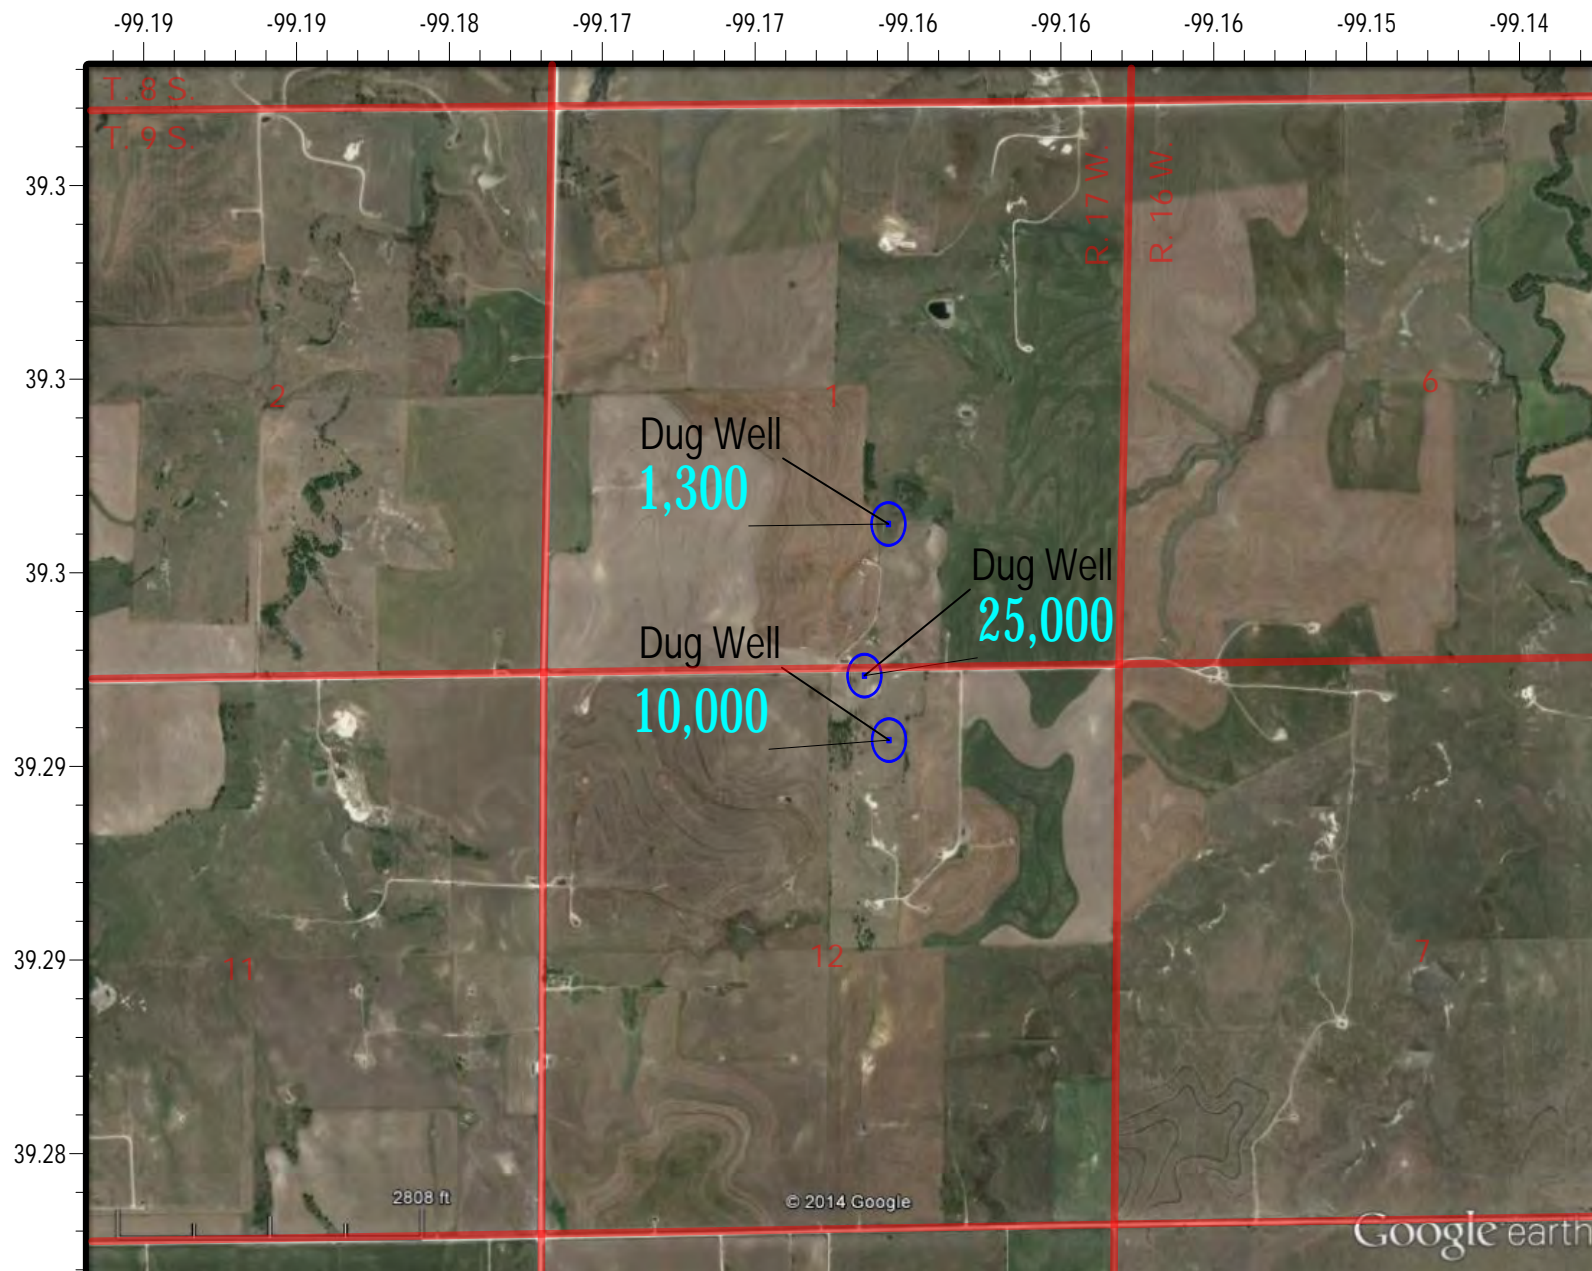 -99.19 -99.19 -99.18 -99.17 -99.17 -99.16 -99.16 -99.16 -99.15 -99.14
T. 8 S.
T. 9 S.
R. 17 W.
R. 16 W.
39.3
39.3
2
1
6
Dug Well
1,300
39.3
Dug Well
25,000
Dug Well
10,000
39.29
39.29
11
12
7
39.28
2808 ft
© 2014 Google
Google earth